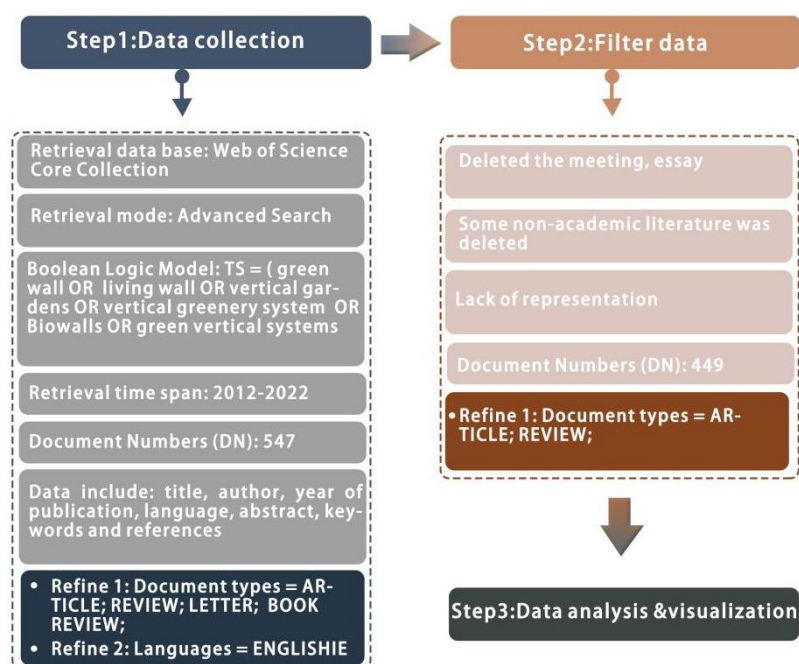 Step1:Data collection
Retrieval data base: Web of Science
Core Collection
Retrieval mode: Advanced Search
Boolean Logic Model: TS = ( green
wall OR living wall OR vertical gar-
dens OR vertical greenery system OR
Biowalls OR green vertical systems
Retrieval time span: 2012-2022
Document Numbers (DN): 547
Data include: title, author, year of
publication, language, abstract, key-
words and references
• Refine 1: Document types = AR-
TICLE; REVIEW; LETTER; BOOK
REVIEW;
• Refine 2: Languages = ENGLISHIE
Step2:Filter data
Deleted the meeting, essay
Some non-academic literature was
deleted
Lack of representation
Document Numbers (DN): 449
• Refine 1: Document types = AR-
TICLE; REVIEW;
Step3:Data analysis &visualization